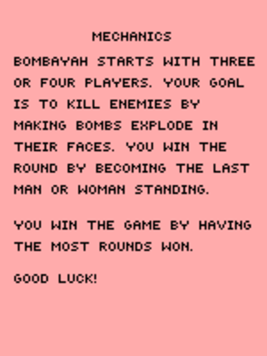 MECHANICS
BOMBAYAH STARTS WITH THREE
OR FOUR PLAYERS. YOUR GOAL
IS TO KILL ENEMIES BY
MAKING BOMBS EXPLODE IN
THEIR FACES. YOU WIN THE
ROUND BY BECOMING THE LAST
MAN OR WOMAN STANDING.
YOU WIN THE GAME BY HAVING
THE MOST ROUNDS WON.
GOOD LUCK!